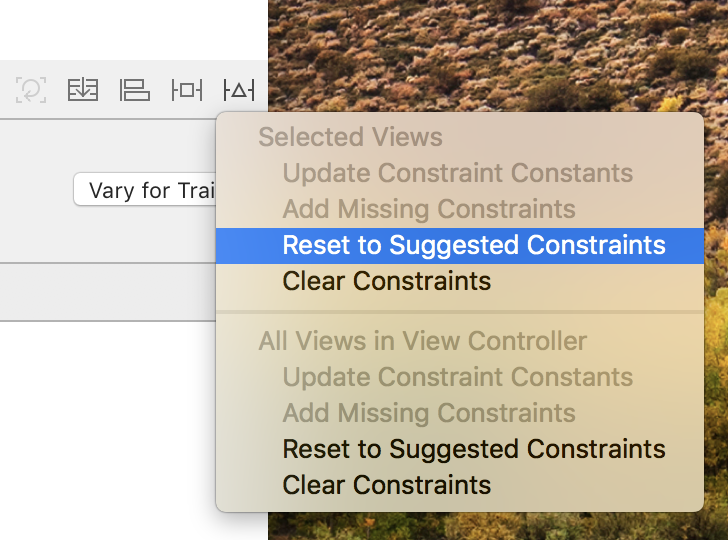 Vary for Trai
Selected Views
Update Constraint Constants
Add Missing Constraints
Reset to Suggested Constraints
Clear Constraints
All Views in View Controller
Update Constraint Constants
Add Missing Constraints
Reset to Suggested Constraints
Clear Constraints